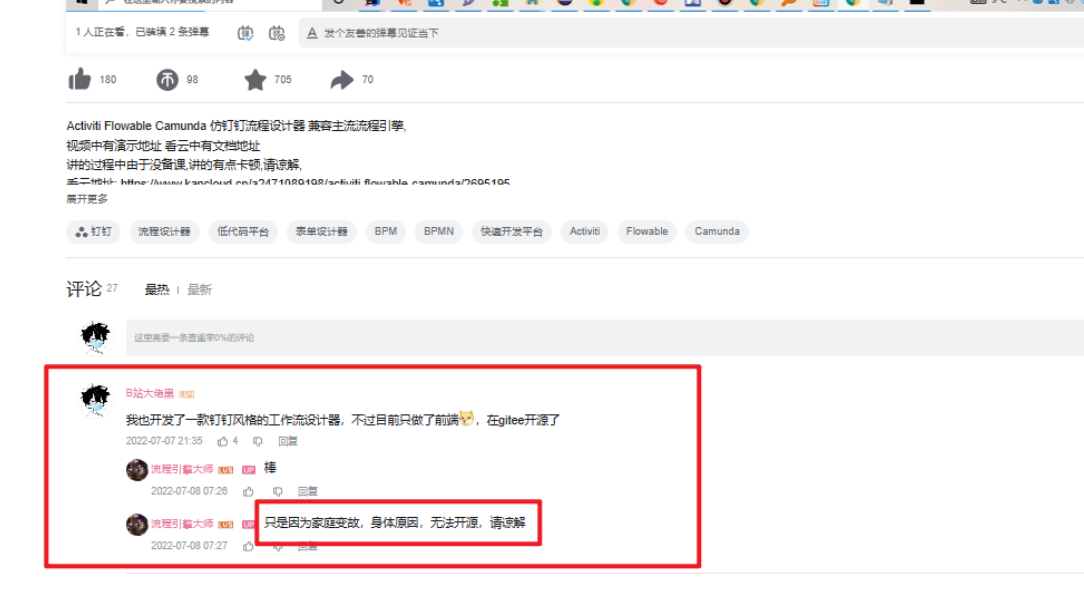 1人正在看，已装填 2 条弹幕
A 发个友善的弹幕见证当下
180 98 705 70
Activiti Flowable Camunda 仿钉钉流程设计器 兼容主流流程引擎,
视频中有演示地址 看云中有文档地址
讲的过程中由于没备课,讲的有点卡顿,请谅解,
看云地址: https://www.kancloud.cn/a2471089198/activiti flowable camunda/2695195
展开更多
钉钉 流程设计器 低代码平台 表单设计器 BPM BPMN 快速开发平台 Activiti Flowable Camunda
评论 27 最热 | 最新
这里需要一条查重率0%的评论
B站大佬黑
我也开发了一款钉钉风格的工作流设计器，不过目前只做了前端，在gitee开源了
2022-07-07 21:35 4 回复
流程引擎大师 UP 棒
2022-07-08 07:26 回复
流程引擎大师 UP 只是因为家庭变故，身体原因，无法开源，请谅解
2022-07-08 07:27 回复